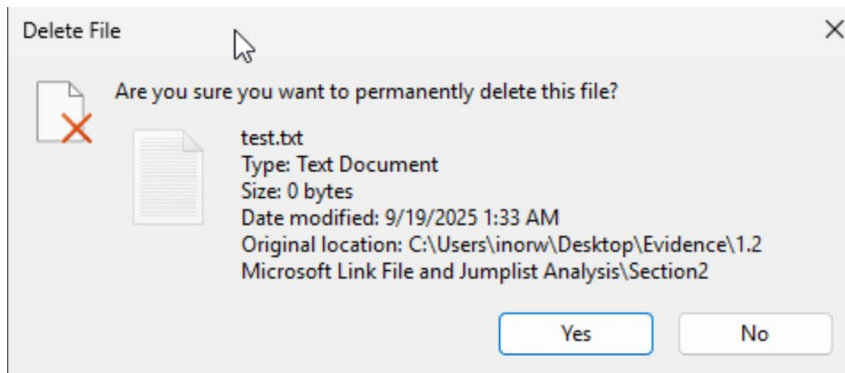 Delete File
Are you sure you want to permanently delete this file?
test.txt
Type: Text Document
Size: 0 bytes
Date modified: 9/19/2025 1:33 AM
Original location: C:\Users\inorw\Desktop\Evidence\1.2
Microsoft Link File and Jumplist Analysis\Section2
Yes
No